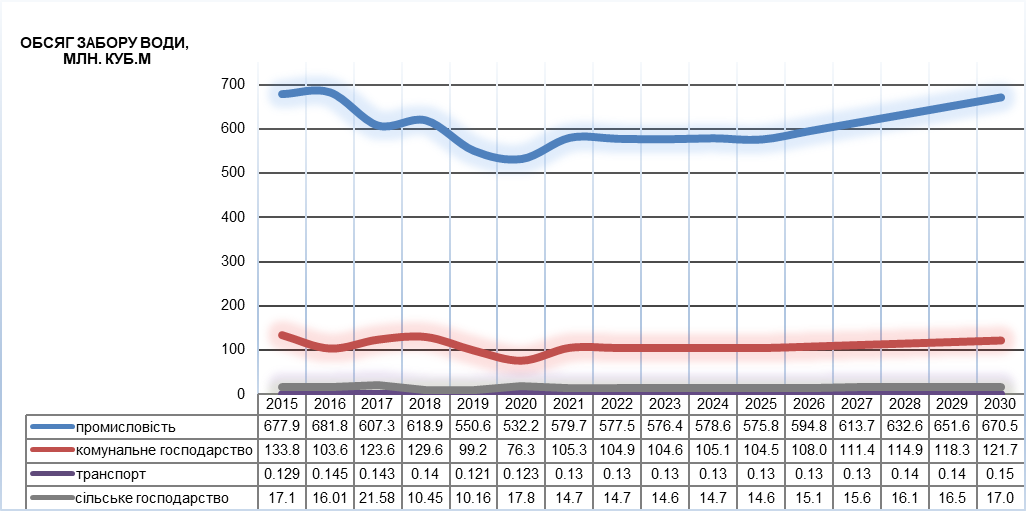 ОБСЯГ ЗАБОРУ ВОДИ,
МЛН. КУБ.М
700
600
500
400
300
200
100
0
2015 2016 2017 2018 2019 2020 2021 2022 2023 2024 2025 2026 2027 2028 2029 2030
промисловість 677.9 681.8 607.3 618.9 550.6 532.2 579.7 577.5 576.4 578.6 575.8 594.8 613.7 632.6 651.6 670.5
комунальне господарство 133.8 103.6 123.6 129.6 99.2 76.3 105.3 104.9 104.6 105.1 104.5 108.0 111.4 114.9 118.3 121.7
транспорт 0.129 0.145 0.143 0.14 0.121 0.123 0.13 0.13 0.13 0.13 0.13 0.13 0.13 0.14 0.14 0.15
сільське господарство 17.1 16.01 21.58 10.45 10.16 17.8 14.7 14.7 14.6 14.7 14.6 15.1 15.6 16.1 16.5 17.0